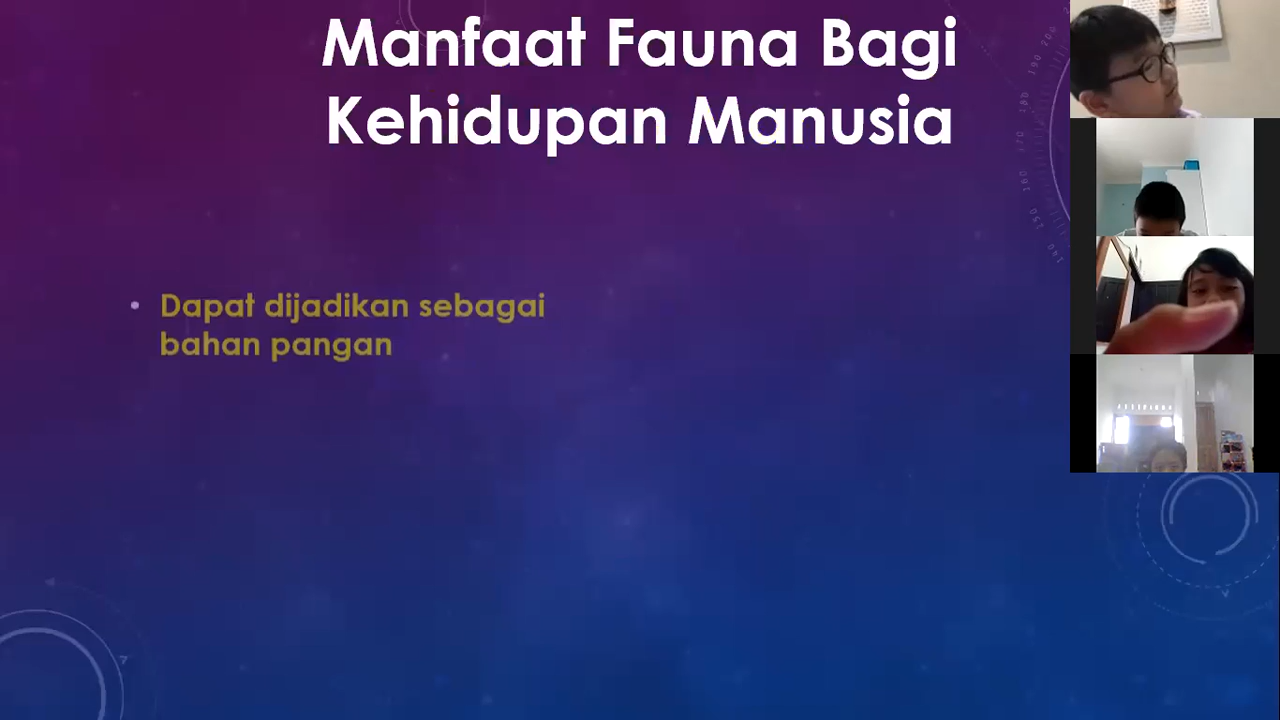 Manfaat Fauna Bagi
Kehidupan Manusia
• Dapat dijadikan sebagai
bahan pangan